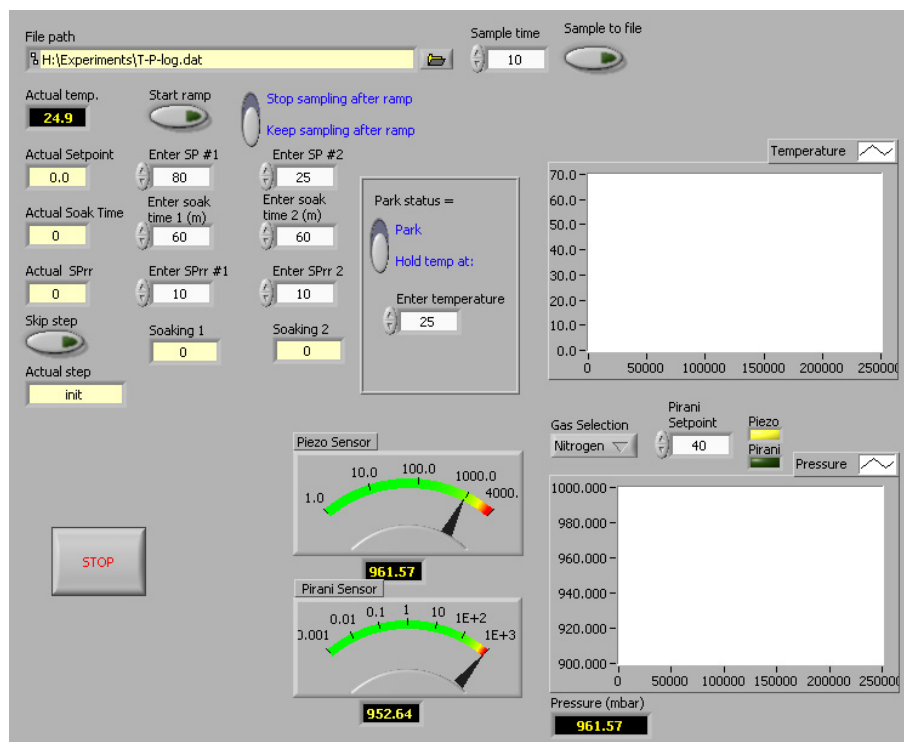 File path
H:\Experiments\T-P-log.dat
Sample time
10
Sample to file
Actual temp.
24.9
Start ramp
Stop sampling after ramp
Keep sampling after ramp
Actual Setpoint
0.0
Enter SP #1
80
Enter SP #2
25
Actual Soak Time
0
Enter soak
time 1 (m)
60
Enter soak
time 2 (m)
60
Actual SPrr
0
Enter SPrr #1
10
Enter SPrr 2
10
Skip step
Soaking 1
0
Soaking 2
0
Actual step
init
Park status =
Park
Hold temp at:
Enter temperature
25
Temperature
70.0
60.0
50.0
40.0
30.0
20.0
10.0
0.0
0 50000 100000 150000 200000 250000
Gas Selection
Nitrogen
Pirani
Setpoint
40
Piezo
Pirani
Pressure
1000.000
980.000
960.000
940.000
920.000
900.000
0 50000 100000 150000 200000 25000
Pressure (mbar)
961.57
Piezo Sensor
1.0 10.0 100.0 1000.0 4000.
961.57
Pirani Sensor
0.001 0.01 0.1 1 10 1E+2 1E+3
952.64
STOP